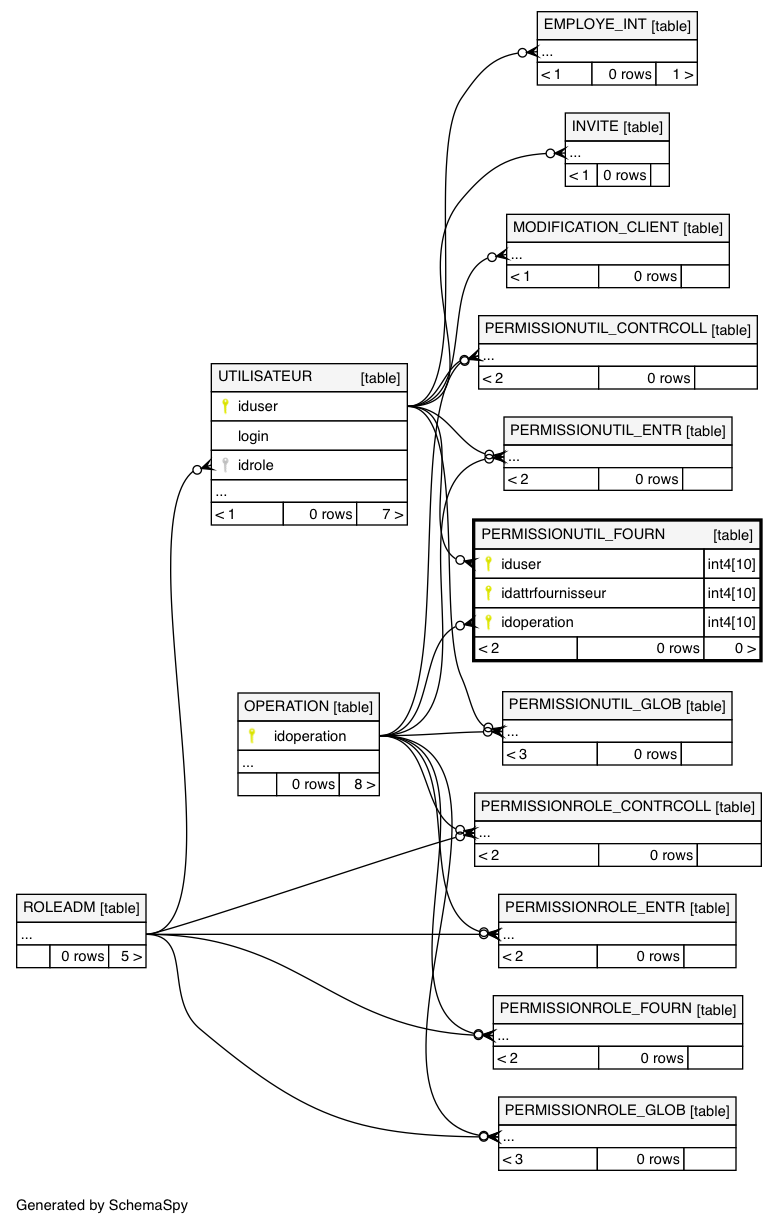 EMPLOYE_INT [table]
...
< 1 0 rows 1 >
INVITE [table]
...
< 1 0 rows
MODIFICATION_CLIENT [table]
...
< 1 0 rows
PERMISSIONUTIL_CONTRCOLL [table]
...
< 2 0 rows
UTILISATEUR [table]
iduser
login
idrole
...
< 1 0 rows 7 >
PERMISSIONUTIL_ENTR [table]
...
< 2 0 rows
PERMISSIONUTIL_FOURN [table]
iduser int4[10]
idattrfournisseur int4[10]
idoperation int4[10]
< 2 0 rows 0 >
OPERATION [table]
idoperation
...
0 rows 8 >
PERMISSIONUTIL_GLOB [table]
...
< 3 0 rows
PERMISSIONROLE_CONTRCOLL [table]
...
< 2 0 rows
ROLEADM [table]
...
0 rows 5 >
PERMISSIONROLE_ENTR [table]
...
< 2 0 rows
PERMISSIONROLE_FOURN [table]
...
< 2 0 rows
PERMISSIONROLE_GLOB [table]
...
< 3 0 rows
Generated by SchemaSpy